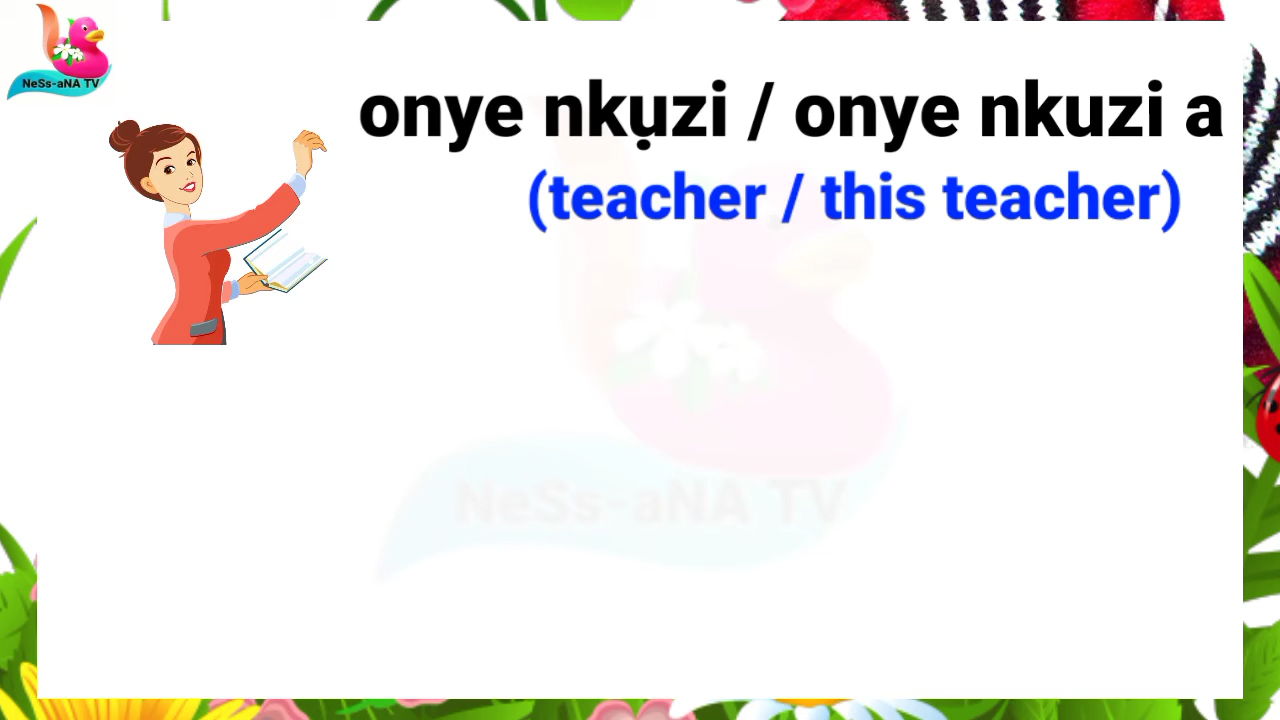 NeSs-aNA TV
onye nkụzi / onye nkuzi a
(teacher / this teacher)
NeSs-aNA TV